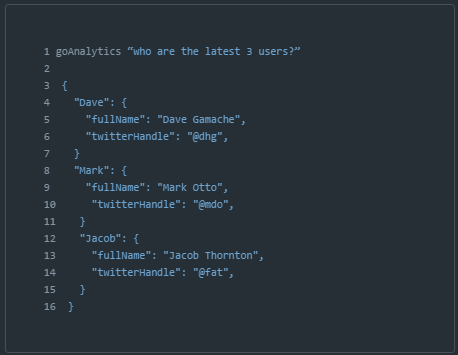 1 goAnalytics “who are the latest 3 users?”
2
3 {
4 "Dave": {
5 "fullName": "Dave Gamache",
6 "twitterHandle": "@dhg",
7 }
8 "Mark": {
9 "fullName": "Mark Otto",
10 "twitterHandle": "@mdo",
11 }
12 "Jacob": {
13 "fullName": "Jacob Thornton",
14 "twitterHandle": "@fat",
15 }
16 }